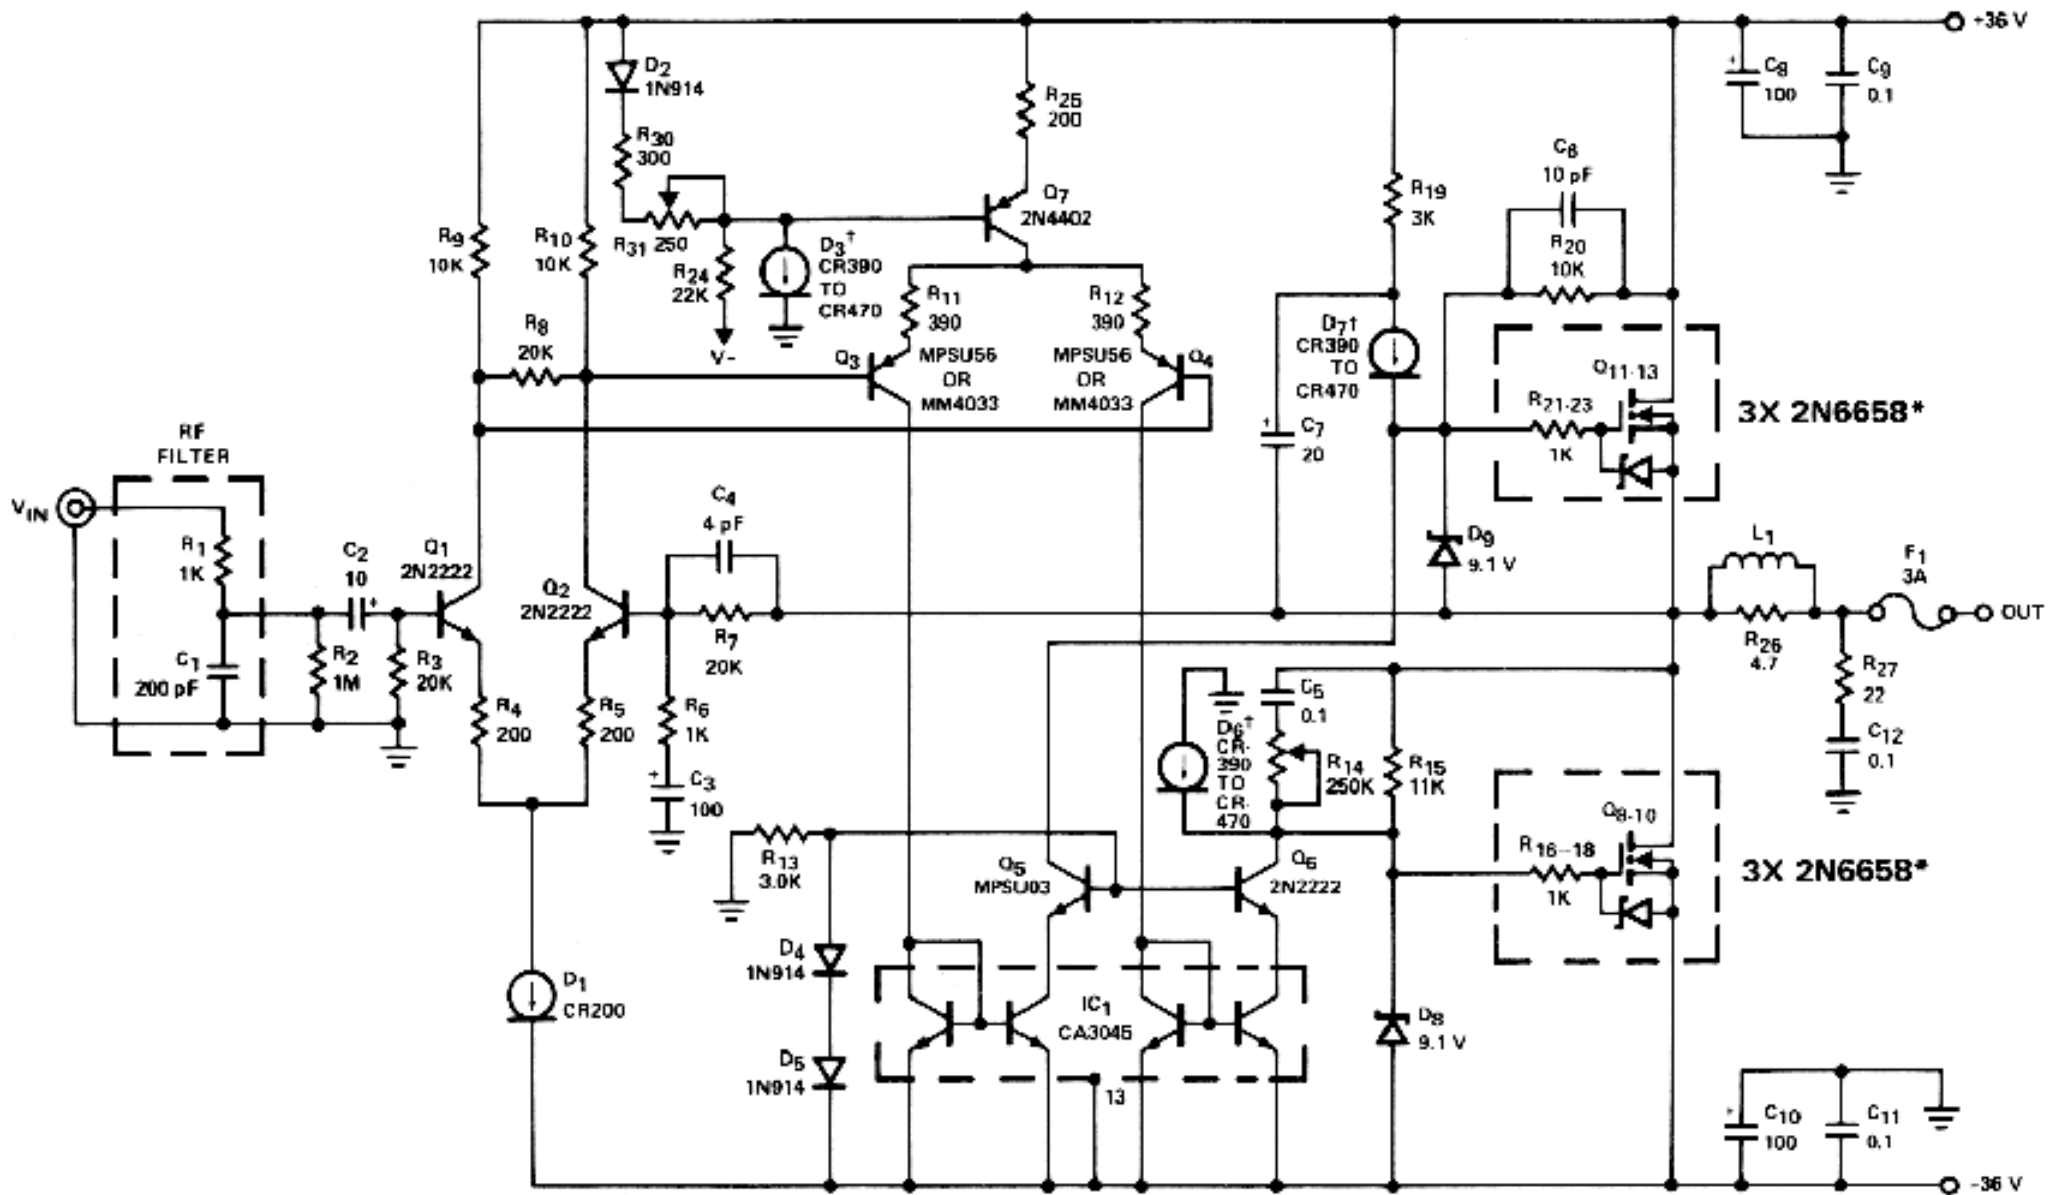 +36 V
D2
1N914
R30
300
R31 250
R24
22K
V-
D3†
CR390
TO
CR470
R25
200
Q7
2N4402
R9
10K
R10
10K
R8
20K
R11
390
R12
390
Q3
MPSU56
OR
MM4033
MPSU56
OR
MM4033
Q4
R19
3K
D7†
CR390
TO
CR470
C7
20
C6
10 pF
R20
10K
C8
100
C9
0.1
Q11-13
R21-23
1K
3X 2N6658*
D9
9.1 V
RF
FILTER
VIN
R1
1K
C1
200 pF
C2
10
R2
1M
R3
20K
Q1
2N2222
Q2
2N2222
R4
200
R5
200
C4
4 pF
R7
20K
R6
1K
C3
100
L1
R26
4.7
F1
3A
OUT
R27
22
C12
0.1
D6†
CR-
390
TO
CR-
470
C5
0.1
R14
250K
R15
11K
R13
3.0K
Q5
MPSU03
Q6
2N2222
Q8-10
R16-18
1K
3X 2N6658*
D4
1N914
D5
1N914
D1
CR200
IC1
CA3045
13
D8
9.1 V
C10
100
C11
0.1
-36 V